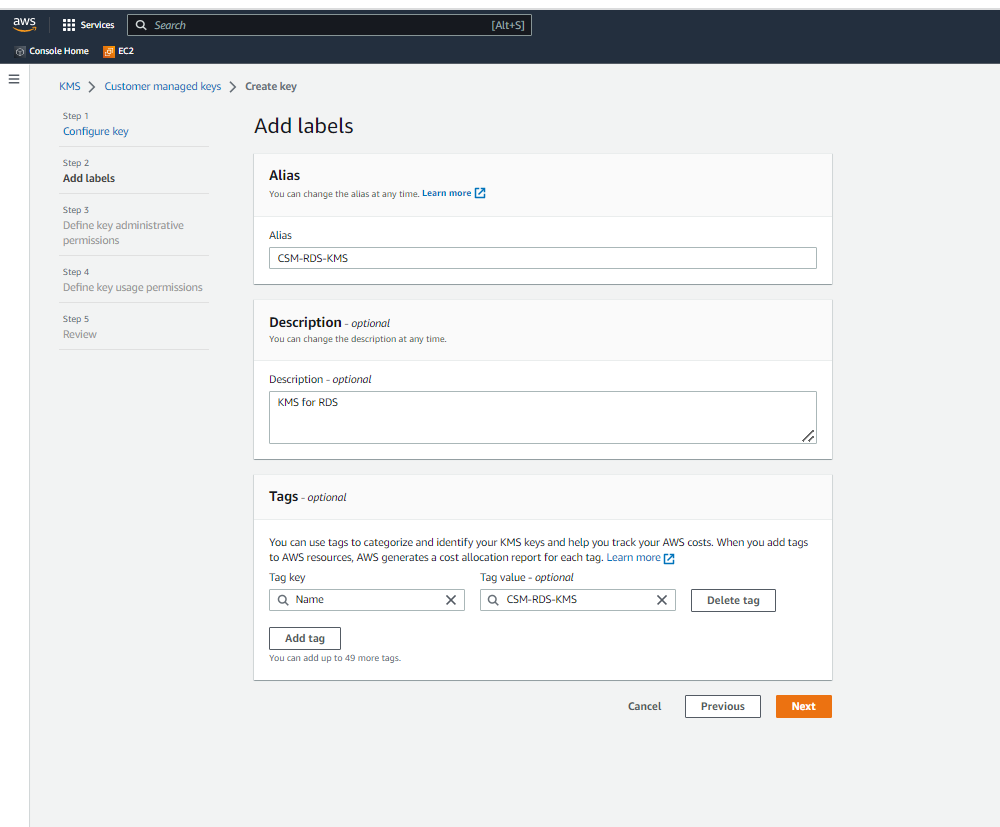 aws Services Search [Alt+S]
Console Home EC2
KMS Customer managed keys Create key
Step 1
Configure key
Step 2
Add labels
Step 3
Define key administrative
permissions
Step 4
Define key usage permissions
Step 5
Review
Add labels
Alias
You can change the alias at any time. Learn more
Alias
CSM-RDS-KMS
Description - optional
You can change the description at any time.
Description - optional
KMS for RDS
Tags - optional
You can use tags to categorize and identify your KMS keys and help you track your AWS costs. When you add tags
to AWS resources, AWS generates a cost allocation report for each tag. Learn more
Tag key Tag value - optional
Name CSM-RDS-KMS Delete tag
Add tag
You can add up to 49 more tags.
Cancel Previous Next